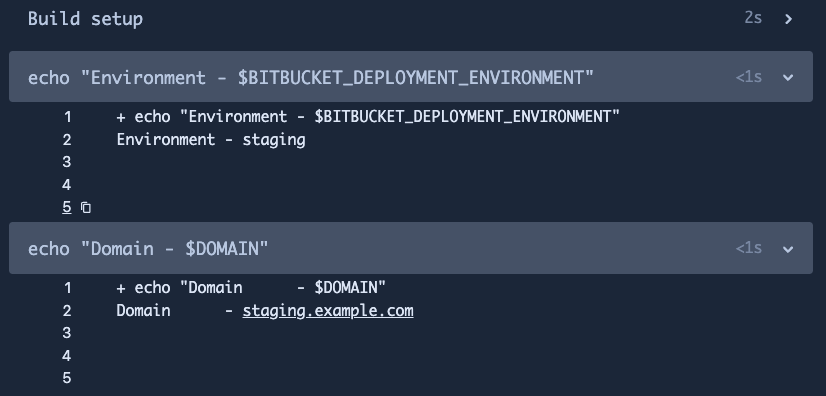 Build setup 2s
echo "Environment - $BITBUCKET_DEPLOYMENT_ENVIRONMENT" <1s
1 + echo "Environment - $BITBUCKET_DEPLOYMENT_ENVIRONMENT"
2 Environment - staging
3
4
5
echo "Domain - $DOMAIN" <1s
1 + echo "Domain      - $DOMAIN"
2 Domain      - staging.example.com
3
4
5